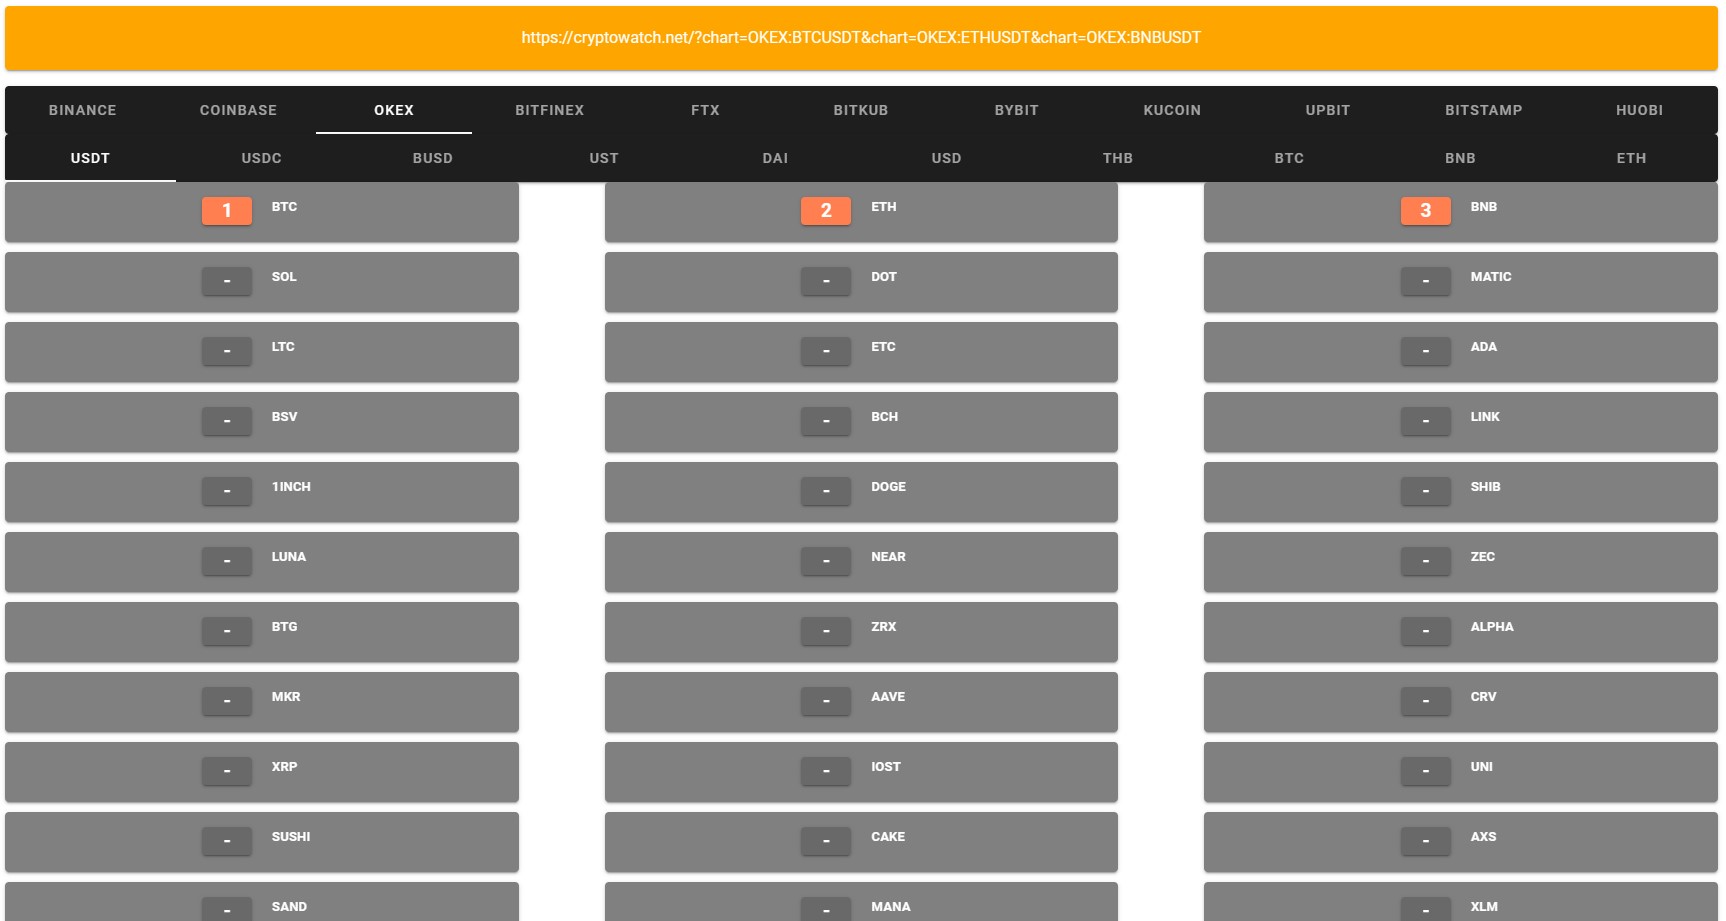 https://cryptowatch.net/?chart=OKEX:BTCUSDT&chart=OKEX:ETHUSDT&chart=OKEX:BNBUSDT
BINANCE COINBASE OKEX BITFINEX FTX BITKUB BYBIT KUCOIN UPBIT BITSTAMP HUOBI
USDT USDC BUSD UST DAI USD THB BTC BNB ETH
1 BTC 2 ETH 3 BNB
- SOL - DOT - MATIC
- LTC - ETC - ADA
- BSV - BCH - LINK
- 1INCH - DOGE - SHIB
- LUNA - NEAR - ZEC
- BTG - ZRX - ALPHA
- MKR - AAVE - CRV
- XRP - IOST - UNI
- SUSHI - CAKE - AXS
- SAND - MANA - XLM